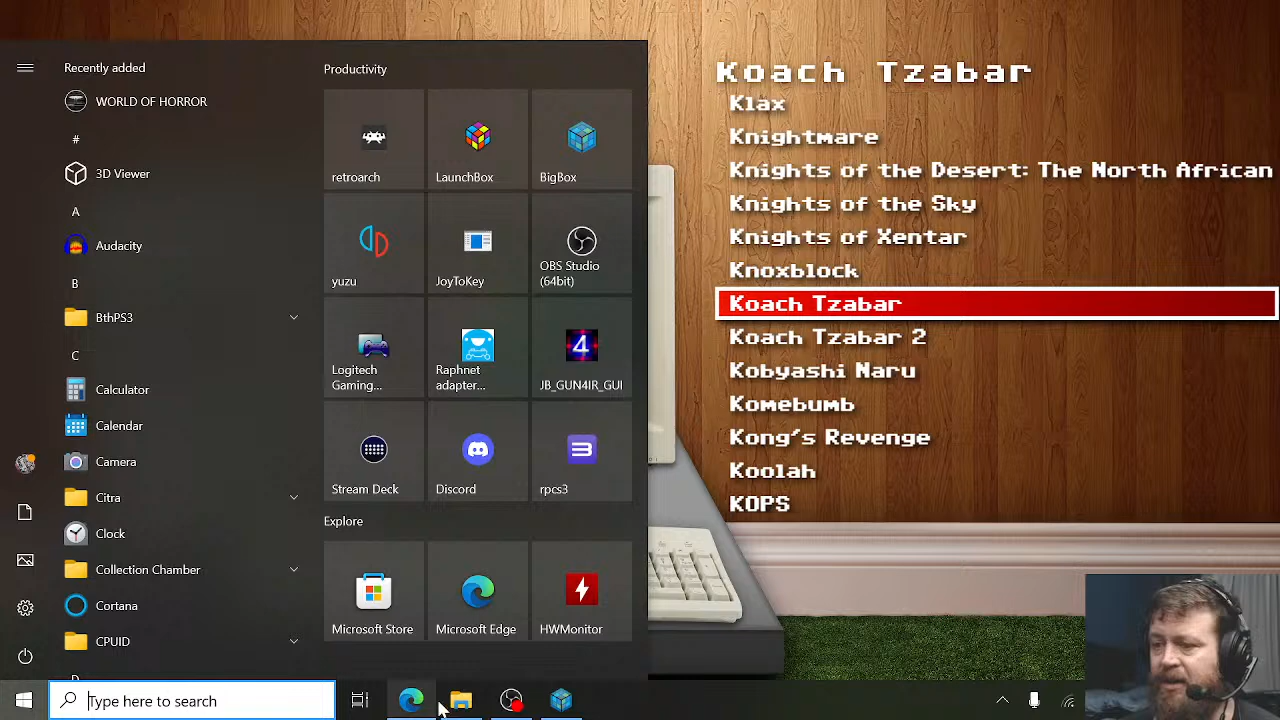 Recently added
WORLD OF HORROR
#
3D Viewer
A
Audacity
B
BthPS3
C
Calculator
Calendar
Camera
Citra
Clock
Collection Chamber
Cortana
CPUID
Productivity
retroarch
LaunchBox
BigBox
yuzu
JoyToKey
OBS Studio
(64bit)
Logitech
Gaming...
Raphnet
adapter...
4
JB_GUN4IR_GUI
Stream Deck
Discord
rpcs3
Explore
Microsoft Store
Microsoft Edge
HWMonitor
Type here to search
Koach Tzabar
Klax
Knightmare
Knights of the Desert: The North African
Knights of the Sky
Knights of Xentar
Knoxblock
Koach Tzabar
Koach Tzabar 2
Kobyashi Naru
Komebumb
Kong's Revenge
Koolah
KOPS